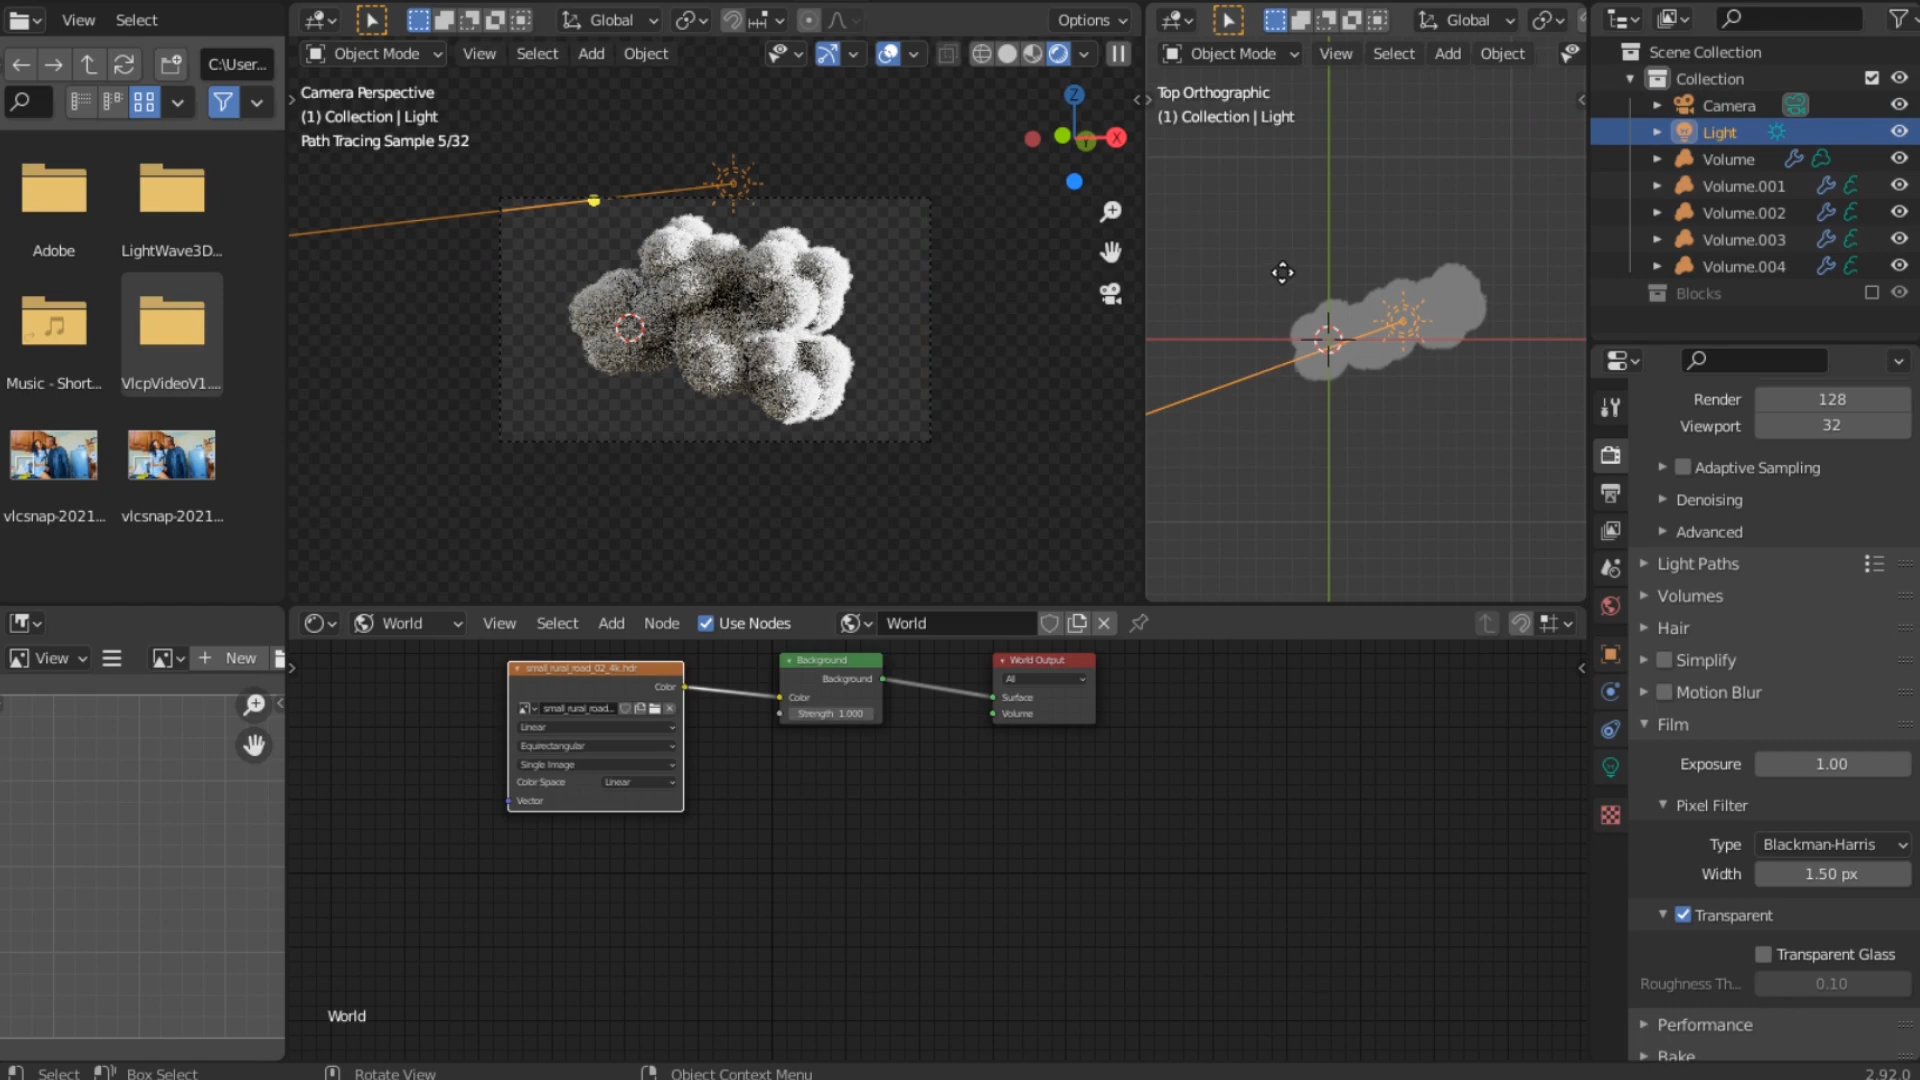 View Select
Global
Options
Global
C:\User...
Object Mode View Select Add Object
Object Mode View Select Add Object
Camera Perspective
(1) Collection | Light
Path Tracing Sample 5/32
Z
X
Y
Top Orthographic
(1) Collection | Light
Scene Collection
Collection
Camera
Light
Volume
Volume.001
Volume.002
Volume.003
Volume.004
Blocks
Adobe
LightWave3D...
Music - Short...
VlcpVideoV1....
vlcsnap-2021...
vlcsnap-2021...
Render 128
Viewport 32
Adaptive Sampling
Denoising
Advanced
Light Paths
Volumes
Hair
Simplify
Motion Blur
Film
Exposure 1.00
Pixel Filter
Type Blackman-Harris
Width 1.50 px
Transparent
Transparent Glass
Roughness Th... 0.10
Performance
Bake
World View Select Add Node Use Nodes World
View New
small_rural_road_02_4k.hdr
Color
small_rural_road...
Linear
Equirectangular
Single Image
Color Space Linear
Vector
Background
Background
Color
Strength 1.000
World Output
All
Surface
Volume
World
Select Box Select Rotate View Object Context Menu 2.92.0